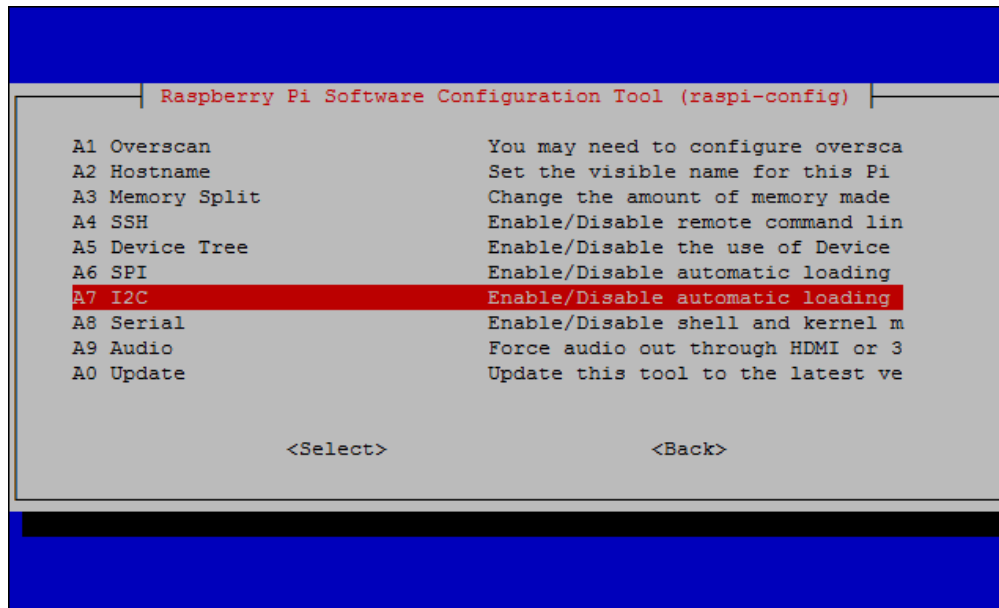 Raspberry Pi Software Configuration Tool (raspi-config)
A1 Overscan You may need to configure oversca
A2 Hostname Set the visible name for this Pi
A3 Memory Split Change the amount of memory made
A4 SSH Enable/Disable remote command lin
A5 Device Tree Enable/Disable the use of Device
A6 SPI Enable/Disable automatic loading
A7 I2C Enable/Disable automatic loading
A8 Serial Enable/Disable shell and kernel m
A9 Audio Force audio out through HDMI or 3
A0 Update Update this tool to the latest ve
<Select> <Back>